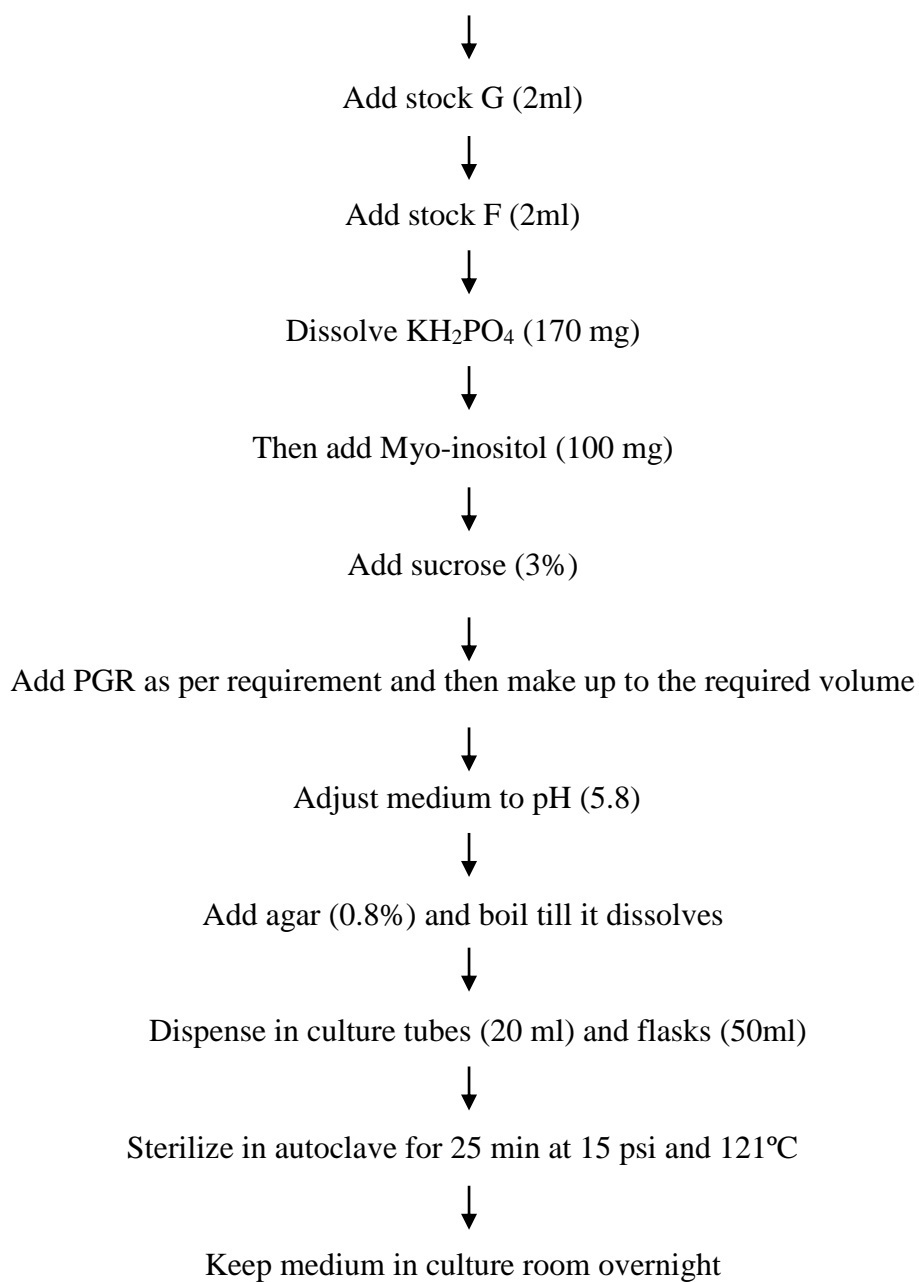 Add stock G (2ml)
Add stock F (2ml)
Dissolve KH₂PO₄ (170 mg)
Then add Myo-inositol (100 mg)
Add sucrose (3%)
Add PGR as per requirement and then make up to the required volume
Adjust medium to pH (5.8)
Add agar (0.8%) and boil till it dissolves
Dispense in culture tubes (20 ml) and flasks (50ml)
Sterilize in autoclave for 25 min at 15 psi and 121ºC
Keep medium in culture room overnight